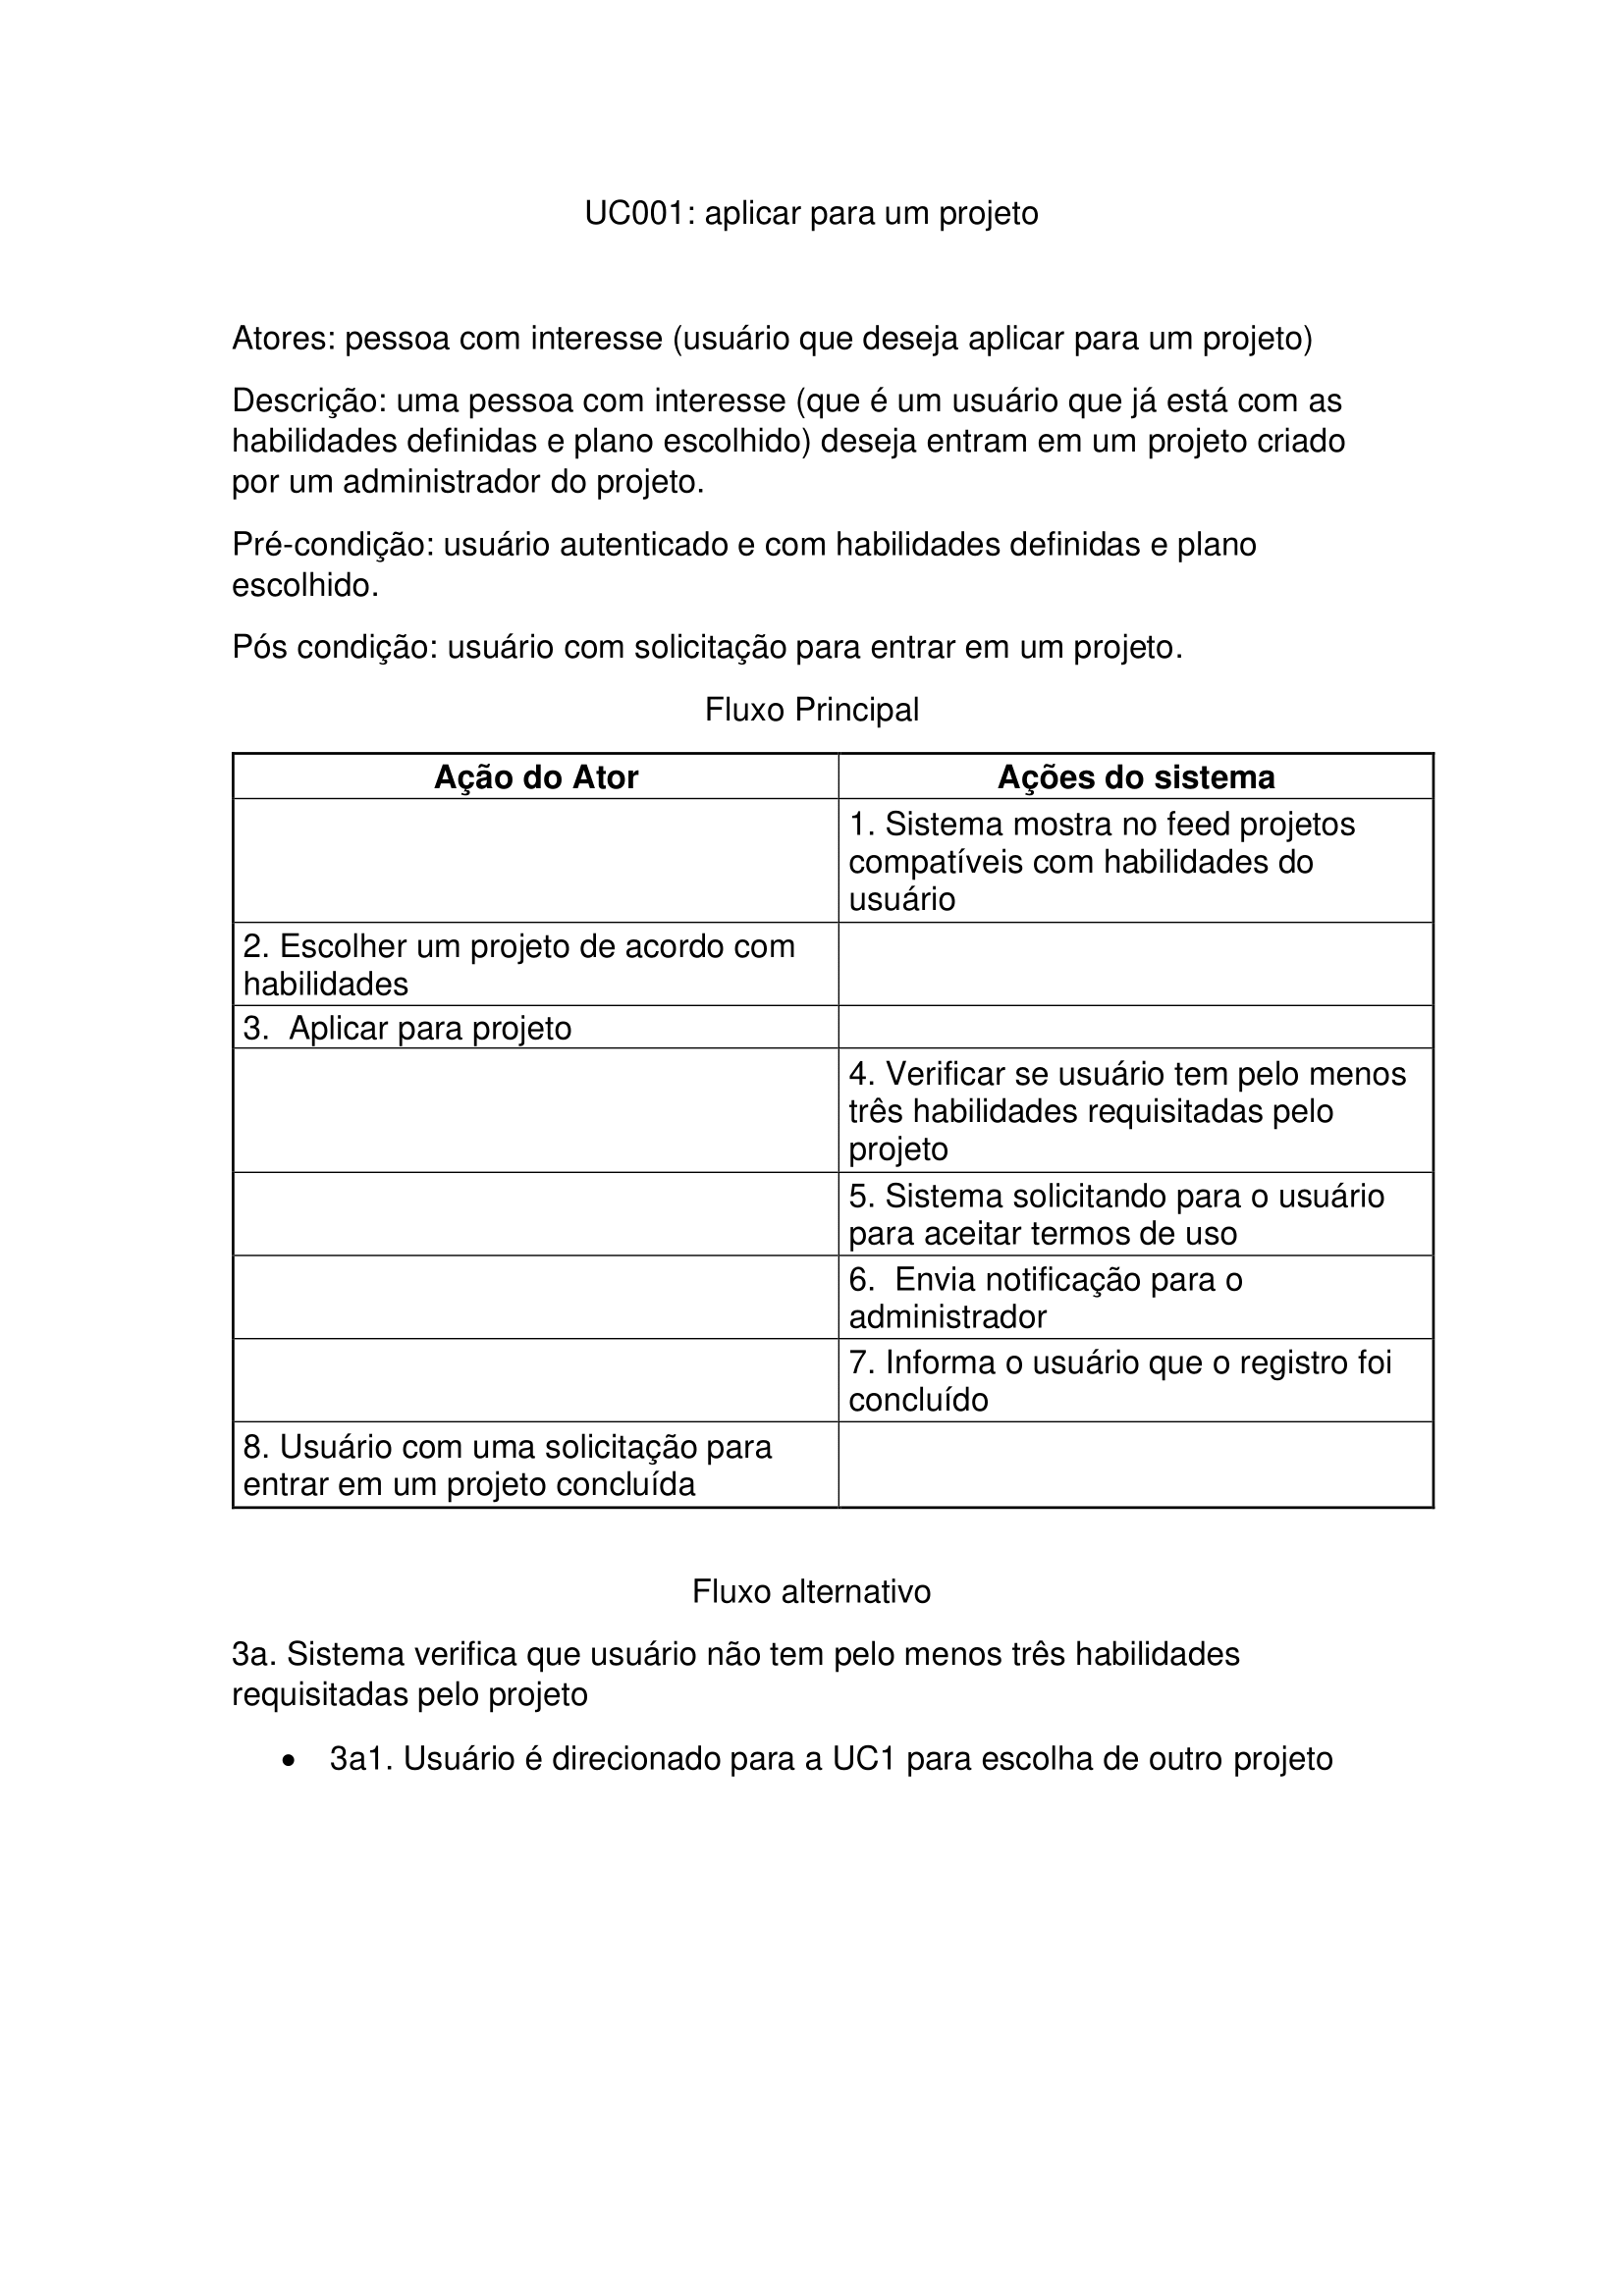 UC001: aplicar para um projeto
Atores: pessoa com interesse (usuário que deseja aplicar para um projeto)
Descrição: uma pessoa com interesse (que é um usuário que já está com as
habilidades definidas e plano escolhido) deseja entram em um projeto criado
por um administrador do projeto.
Pré-condição: usuário autenticado e com habilidades definidas e plano
escolhido.
Pós condição: usuário com solicitação para entrar em um projeto.
Fluxo Principal
Ação do Ator
Ações do sistema
1. Sistema mostra no feed projetos
compatíveis com habilidades do
usuário
2. Escolher um projeto de acordo com
habilidades
3. Aplicar para projeto
4. Verificar se usuário tem pelo menos
três habilidades requisitadas pelo
projeto
5. Sistema solicitando para o usuário
para aceitar termos de uso
6. Envia notificação para o
administrador
7. Informa o usuário que o registro foi
concluído
8. Usuário com uma solicitação para
entrar em um projeto concluída
Fluxo alternativo
3a. Sistema verifica que usuário não tem pelo menos três habilidades
requisitadas pelo projeto
• 3a1. Usuário é direcionado para a UC1 para escolha de outro projeto